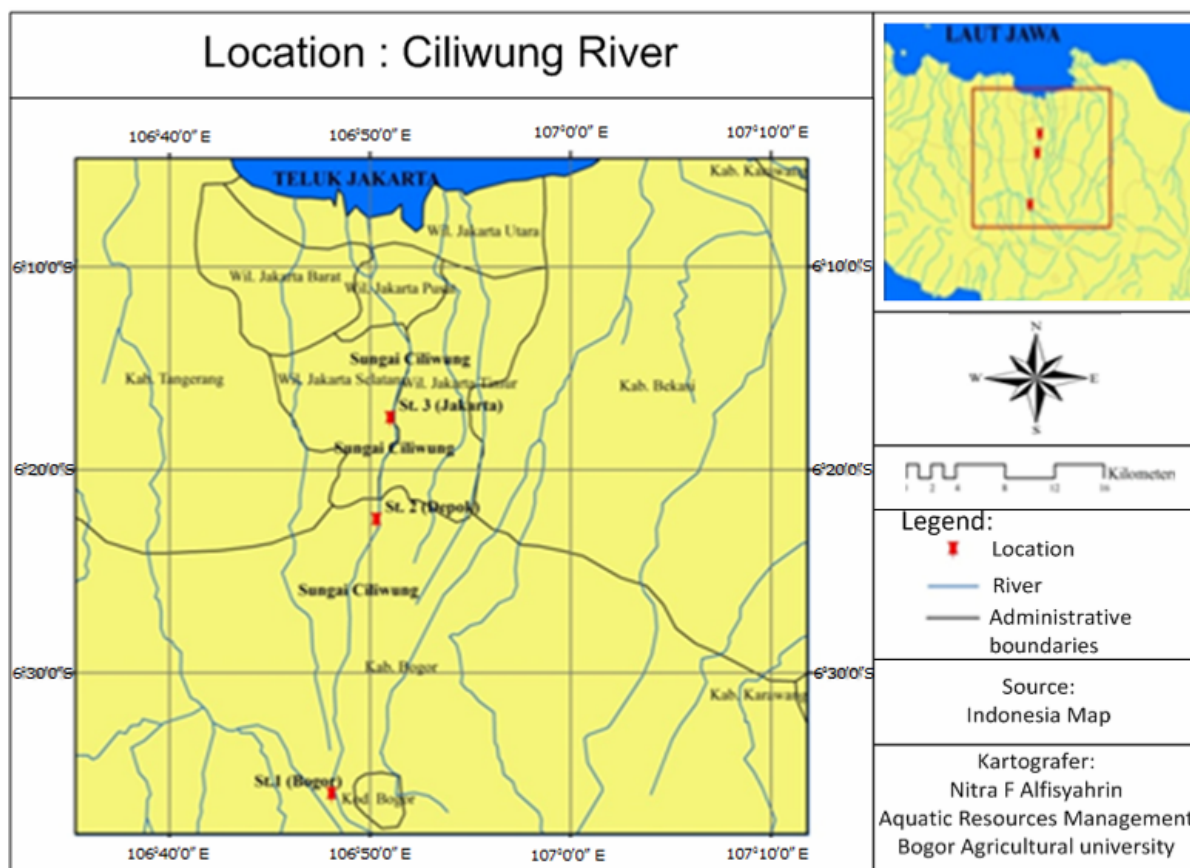 Location : Ciliwung River
LAUT JAWA
106°40'0" E 106°50'0" E 107°0'0" E 107°10'0" E
TELUK JAKARTA
Kab. Karawang
Wil. Jakarta Utara
6°10'0"S 6°10'0"S
Wil. Jakarta Barat
Wil. Jakarta Pusat
Sungai Ciliwung
Kab. Tangerang
Wil. Jakarta Selatan
Wil. Jakarta Timur
Kab. Bekasi
St. 3 (Jakarta)
Sungai Ciliwung
6°20'0"S 6°20'0"S
St. 2 (Depok)
Sungai Ciliwung
Kab. Bogor
6°30'0"S 6°30'0"S
Kab. Karawang
St.1 (Bogor)
Kod. Bogor
106°40'0" E 106°50'0" E 107°0'0" E 107°10'0" E
N
W E
S
Kilometers
2 4 8 12 16
Legend:
Location
River
Administrative
boundaries
Source:
Indonesia Map
Kartografer:
Nitra F Alfisyahrin
Aquatic Resources Management
Bogor Agricultural university